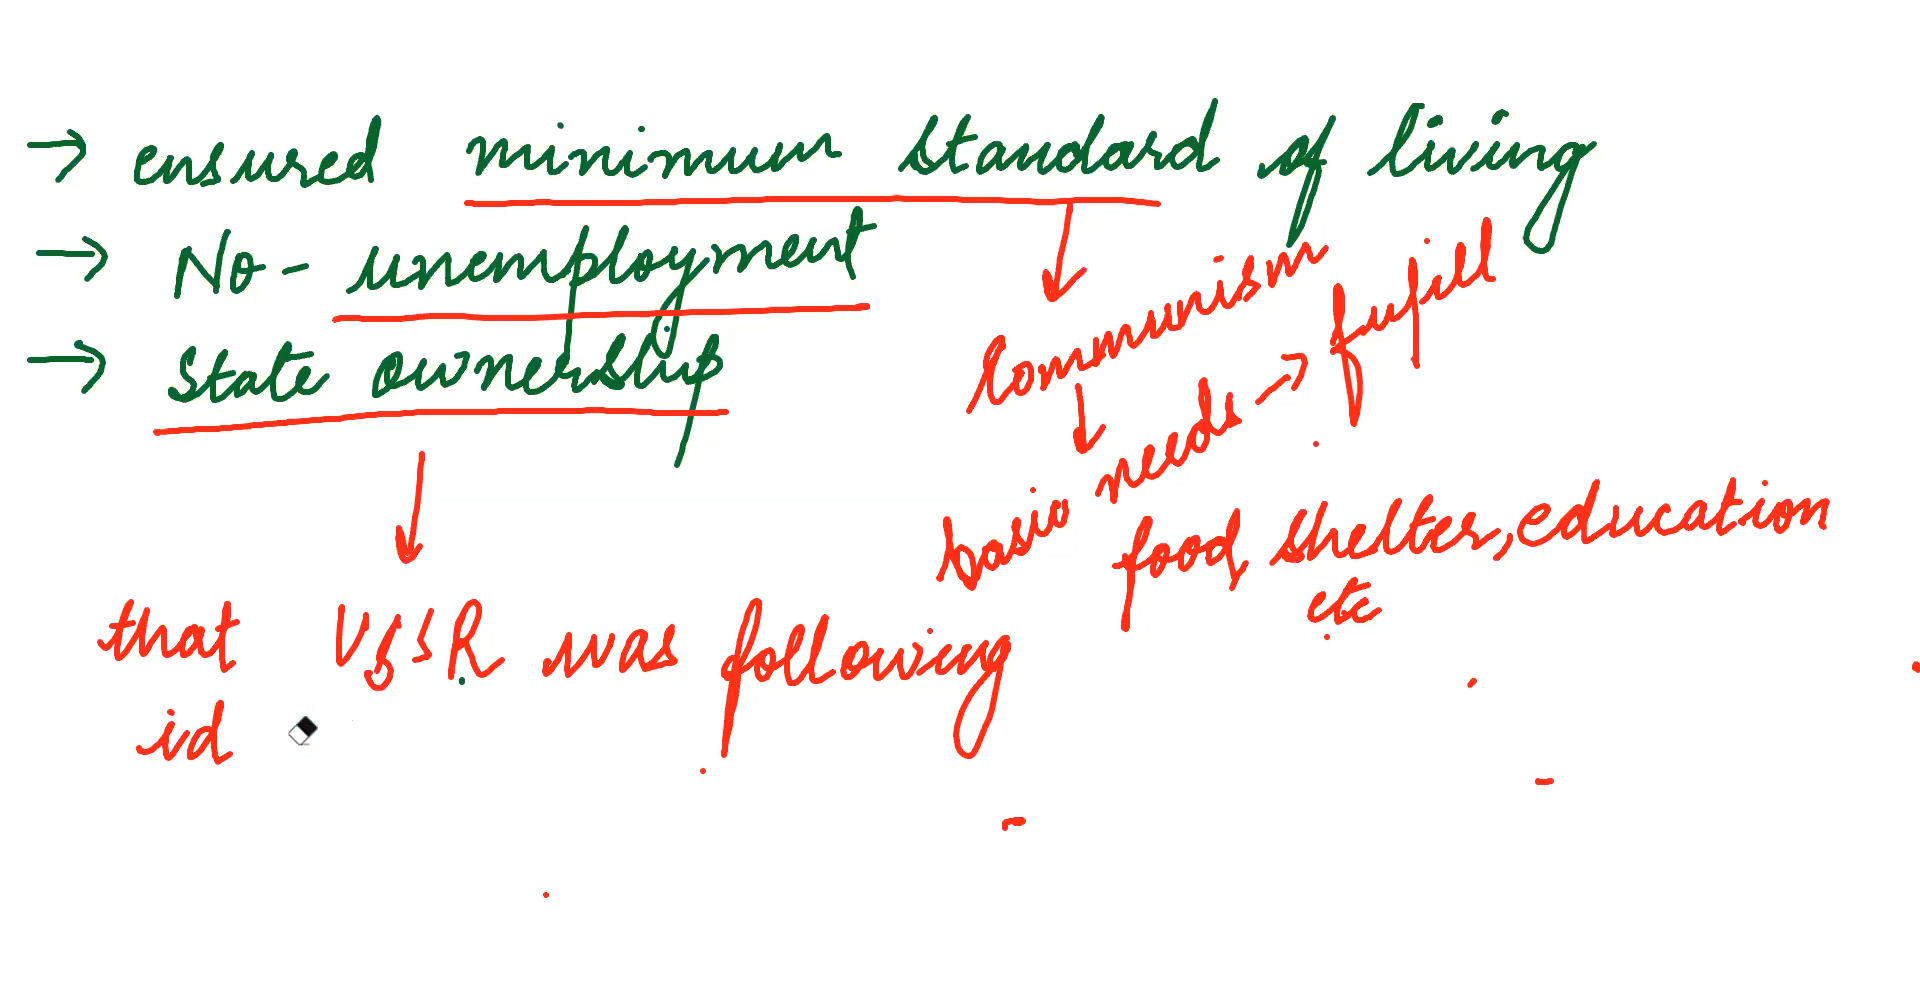 → ensured minimum standard of living
→ No- unemployment
→ State ownership
↓
Communism
↓
basic needs → fufill
food shelter, education
etc
↓
that USSR was following
id